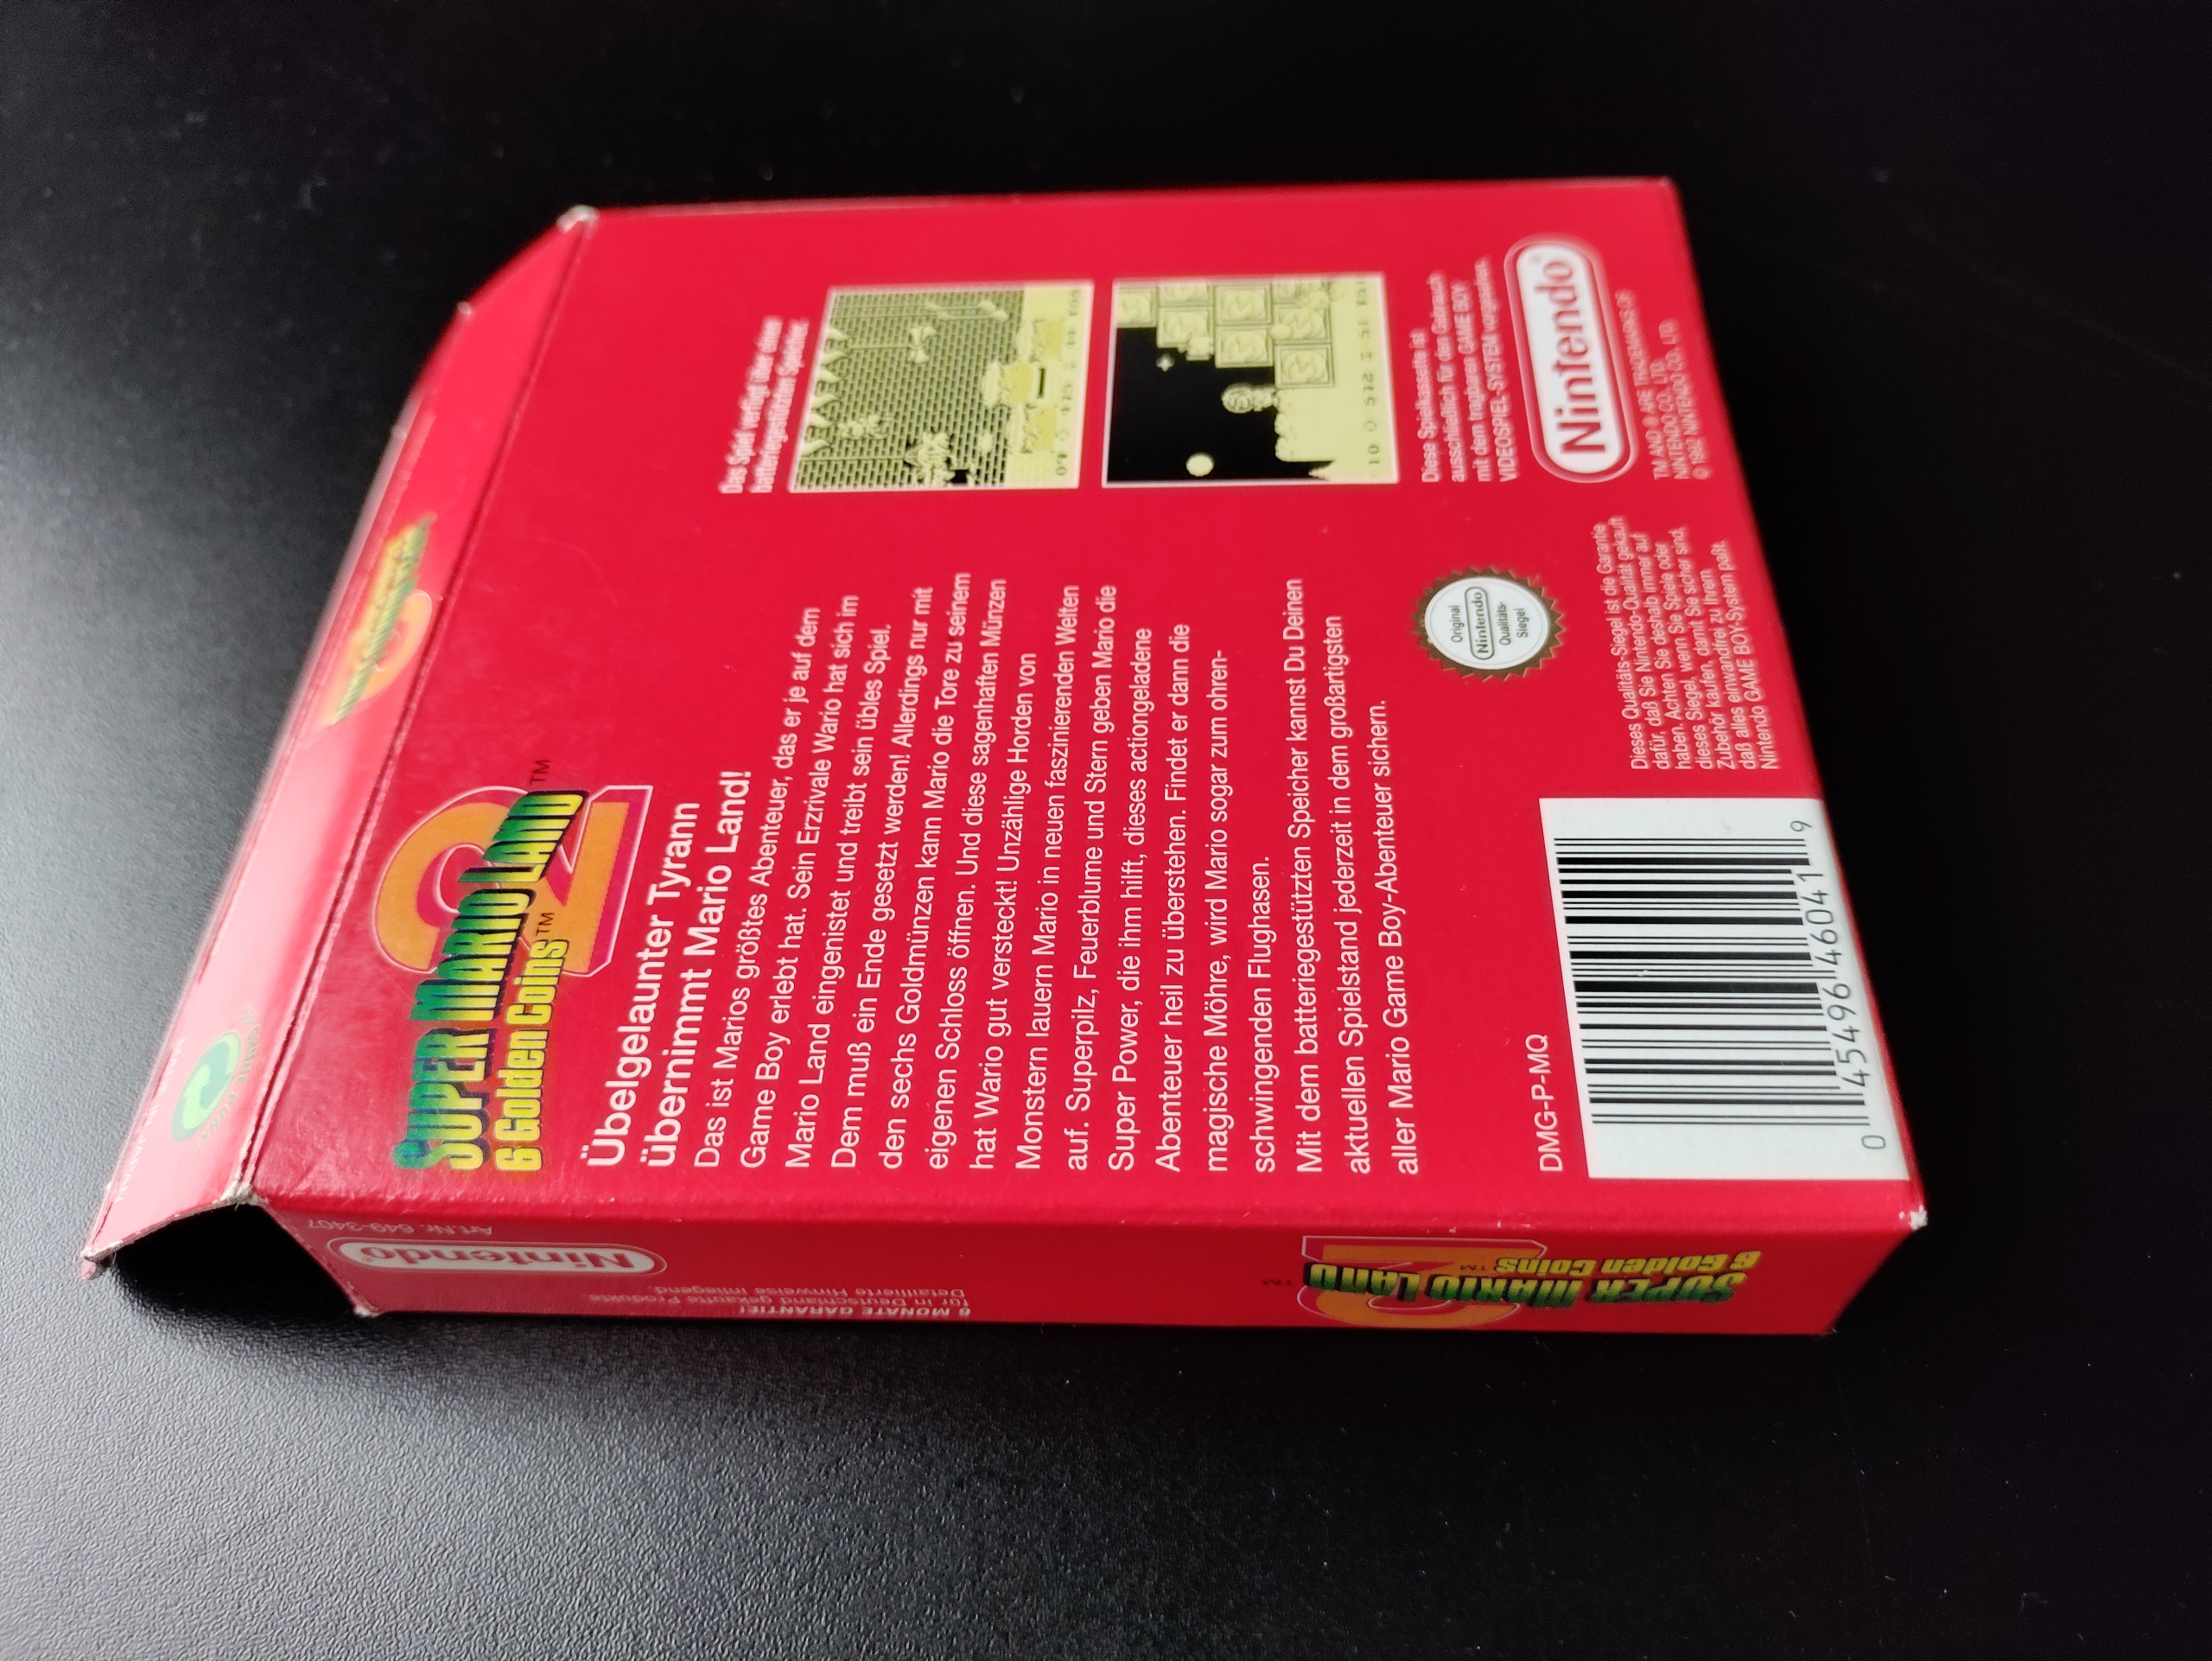 SUPER MARIO LAND™
2
6 Golden Coins™
Übelgelaunter Tyrann
übernimmt Mario Land!
Das ist Marios größtes Abenteuer, das er je auf dem
Game Boy erlebt hat. Sein Erzrivale Wario hat sich im
Mario Land eingenistet und treibt sein übles Spiel.
Dem muß ein Ende gesetzt werden! Allerdings nur mit
den sechs Goldmünzen kann Mario die Tore zu seinem
eigenen Schloss öffnen. Und diese sagenhaften Münzen
hat Wario gut versteckt! Unzählige Horden von
Monstern lauern Mario in neuen faszinierenden Welten
auf. Superpilz, Feuerblume und Stern geben Mario die
Super Power, die ihm hilft, dieses actiongeladene
Abenteuer heil zu überstehen. Findet er dann die
magische Möhre, wird Mario sogar zum ohren-
schwingenden Flughasen.
Mit dem batteriegestützten Speicher kannst Du Deinen
aktuellen Spielstand jederzeit in dem großartigsten
aller Mario Game Boy-Abenteuer sichern.
DMG-P-MQ
0 45496 46041 9
Das Spiel verfügt über einen
batteriegestützten Speicher.
Diese Spielkassette ist
ausschließlich für den Gebrauch
mit dem tragbaren GAME BOY
VIDEOSPIEL-SYSTEM vorgesehen.
Original
Nintendo
Qualitäts-
Siegel
Nintendo®
Dieses Qualitäts-Siegel ist die Garantie
dafür, daß Sie Nintendo-Qualität gekauft
haben. Achten Sie deshalb immer auf
dieses Siegel, wenn Sie Spiele oder
Zubehör kaufen, damit Sie sicher sind,
daß alles einwandfrei zu Ihrem
Nintendo GAME BOY-System paßt.
TM AND ® ARE TRADEMARKS OF
NINTENDO CO., LTD.
© 1992 NINTENDO CO., LTD.
Art.Nr. 649-3407
Nintendo
6 MONATE GARANTIE!
für in Deutschland gekaufte Produkte
Detaillierte Hinweise inliegend.
SUPER MARIO LAND™
2
6 Golden Coins™